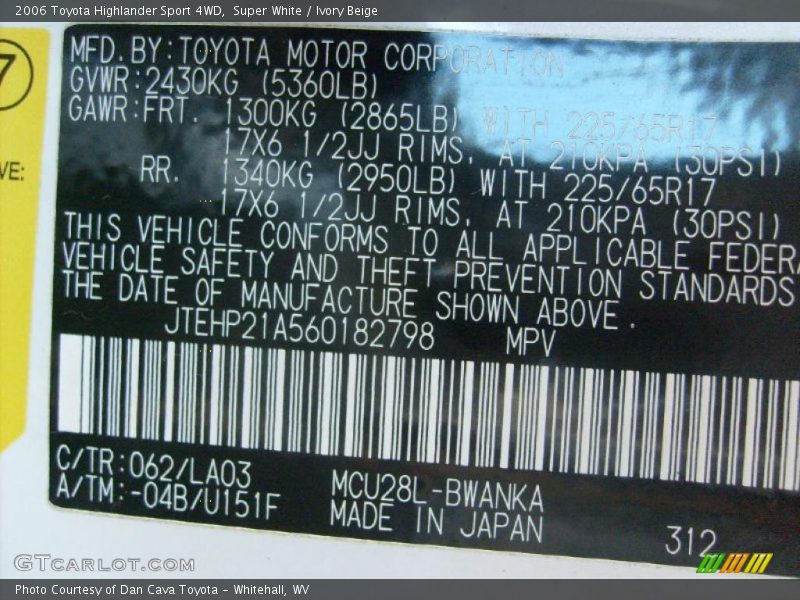 2006 Toyota Highlander Sport 4WD,  Super White / Ivory Beige
7
VE:
MFD. BY: TOYOTA MOTOR CORPORATION
GVWR: 2430KG (5360LB)
GAWR: FRT. 1300KG (2865LB) WITH 225/65R17
17X6 1/2JJ RIMS, AT 210KPA (30PSI)
RR. 1340KG (2950LB) WITH 225/65R17
17X6 1/2JJ RIMS, AT 210KPA (30PSI)
THIS VEHICLE CONFORMS TO ALL APPLICABLE FEDERA
VEHICLE SAFETY AND THEFT PREVENTION STANDARDS
THE DATE OF MANUFACTURE SHOWN ABOVE.
JTEHP21A560182798 MPV
C/TR: 062/LA03 MCU28L-BWANKA
A/TM: -04B/U151F MADE IN JAPAN
312
GTCARLOT.COM
Photo Courtesy of Dan Cava Toyota - Whitehall, WV